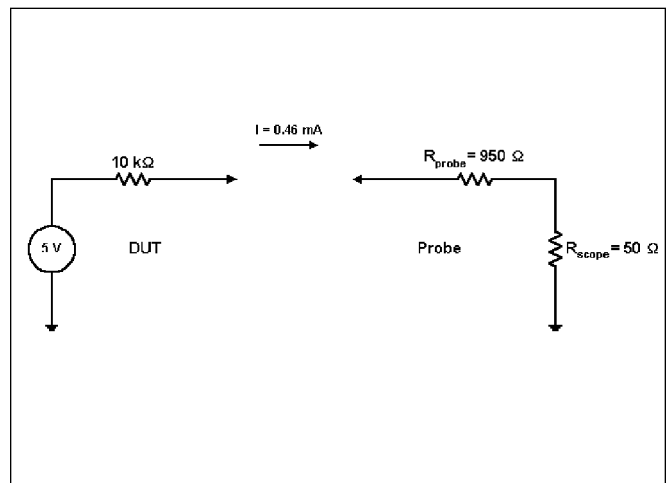 I = 0.46 mA
10 kΩ
Rprobe = 950 Ω
5 V
DUT
Probe
Rscope = 50 Ω